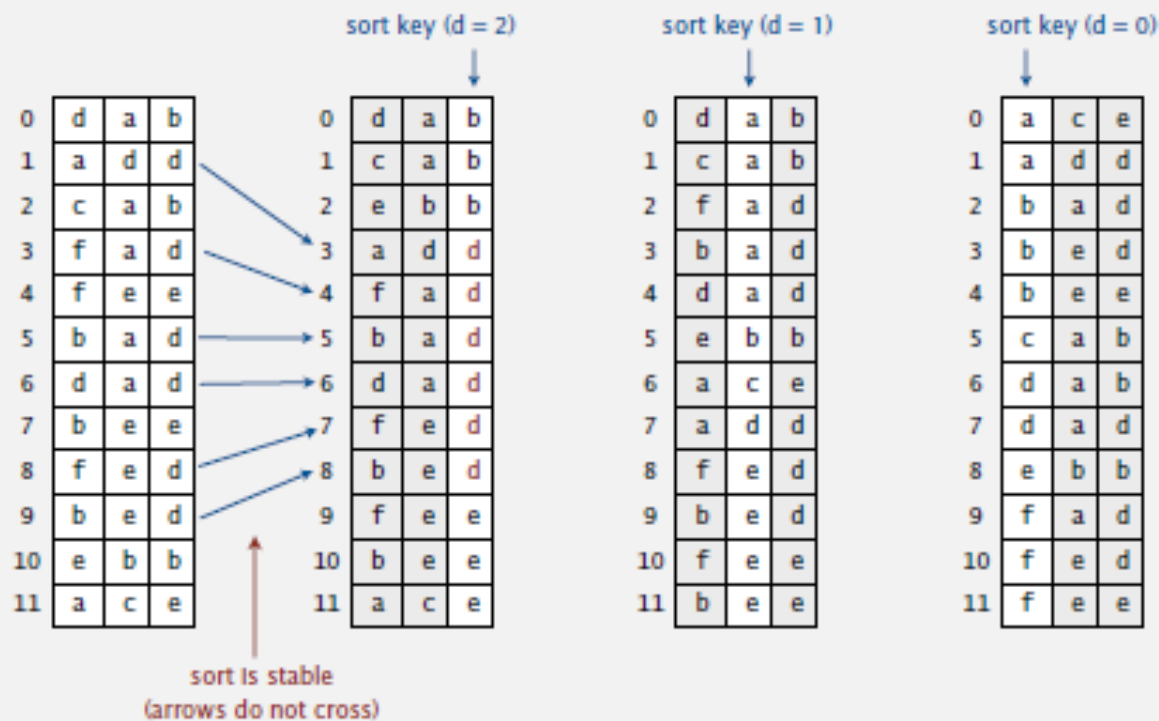 sort key (d = 2) sort key (d = 1) sort key (d = 0)
0 d a b 0 d a b 0 d a b 0 a c e
1 a d d 1 c a b 1 c a b 1 a d d
2 c a b 2 e b b 2 f a d 2 b a d
3 f a d 3 a d d 3 b a d 3 b e d
4 f e e 4 f a d 4 d a d 4 b e e
5 b a d 5 b a d 5 e b b 5 c a b
6 d a d 6 d a d 6 a c e 6 d a b
7 b e e 7 f e d 7 a d d 7 d a d
8 f e d 8 b e d 8 f e d 8 e b b
9 b e d 9 f e e 9 b e d 9 f a d
10 e b b 10 b e e 10 f e e 10 f e d
11 a c e 11 a c e 11 b e e 11 f e e
sort is stable
(arrows do not cross)